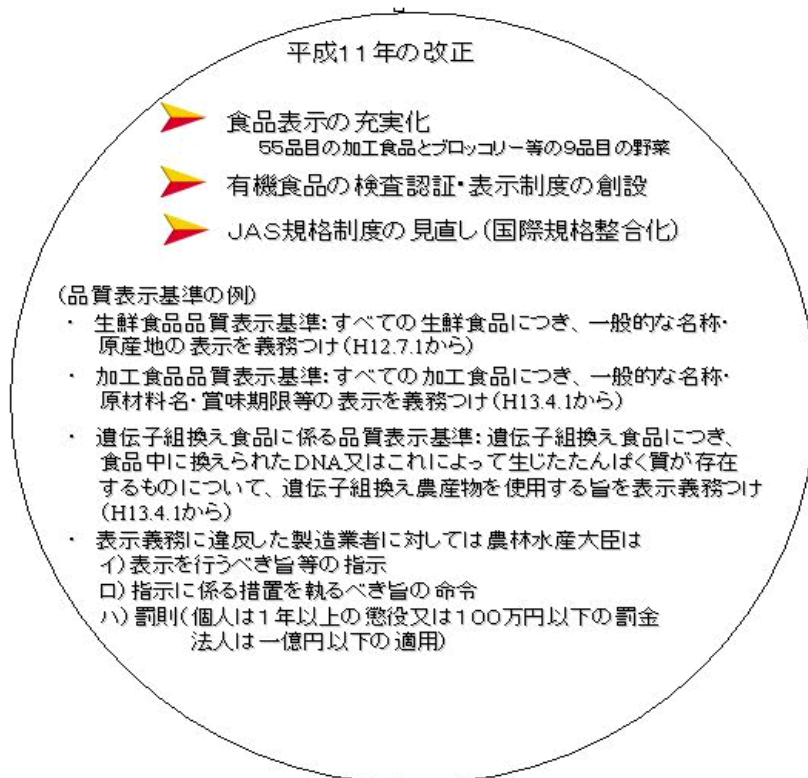 平成11年の改正
食品表示の充実化
55品目の加工食品とブロッコリー等の9品目の野菜
有機食品の検査認証・表示制度の創設
JAS規格制度の見直し(国際規格整合化)
(品質表示基準の例)
・ 生鮮食品品質表示基準:すべての生鮮食品につき、一般的な名称・
原産地の表示を義務つけ(H12.7.1から)
・ 加工食品品質表示基準:すべての加工食品につき、一般的な名称・
原材料名・賞味期限等の表示を義務つけ(H13.4.1から)
・ 遺伝子組換え食品に係る品質表示基準:遺伝子組換え食品につき、
食品中に換えられたDNA又はこれによって生じたたんぱく質が存在
するものについて、遺伝子組換え農産物を使用する旨を表示義務つけ
(H13.4.1から)
・ 表示義務に違反した製造業者に対しては農林水産大臣は
イ)表示を行うべき旨等の指示
ロ)指示に係る措置を執るべき旨の命令
ハ)罰則(個人は1年以上の懲役又は100万円以下の罰金
法人は一億円以下の適用)